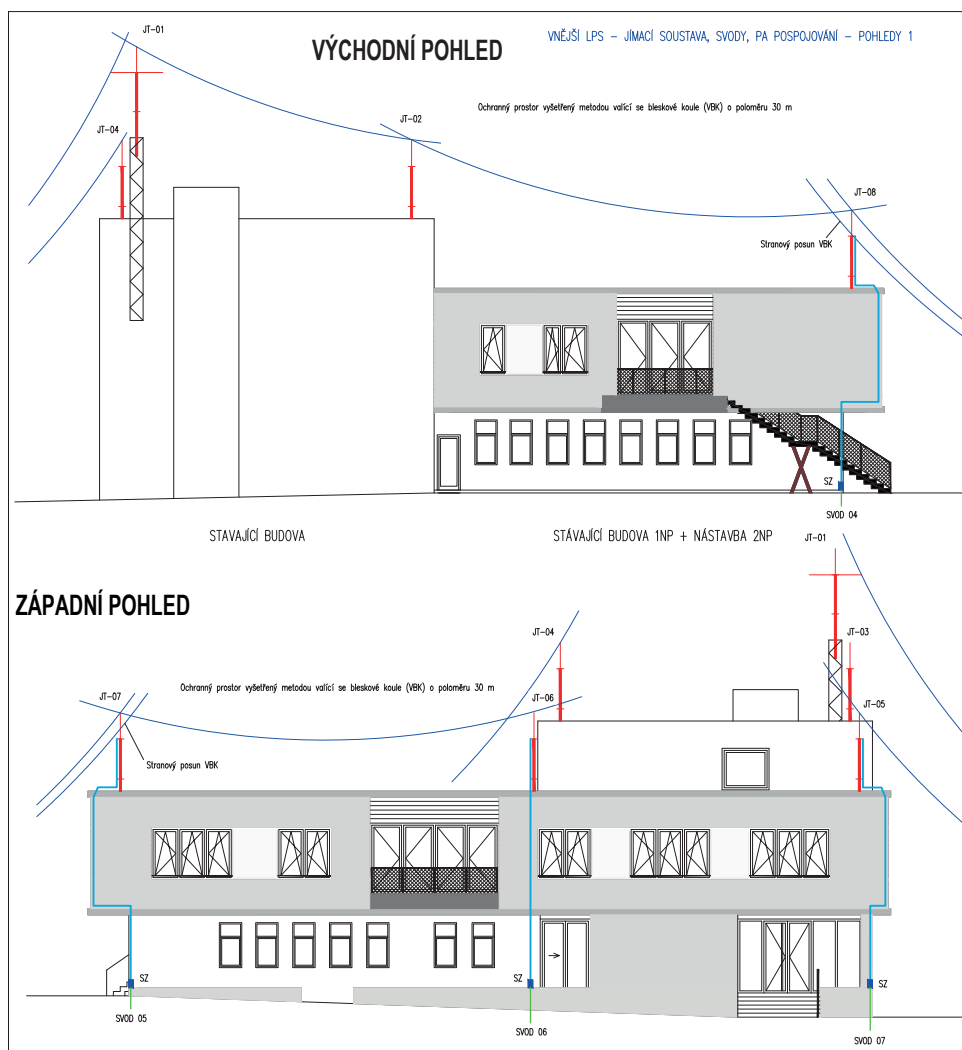 JT-01
VÝCHODNÍ POHLED
VNĚJŠÍ LPS – JÍMACÍ SOUSTAVA, SVODY, PA POSPOJOVÁNÍ – POHLEDY 1
Ochranný prostor vyšetřený metodou valící se bleskové koule (VBK) o poloměru 30 m
JT-04
JT-02
JT-08
Stranový posun VBK
SZ
SVOD 04
STAVAJÍCÍ BUDOVA
STÁVAJÍCÍ BUDOVA 1NP + NÁSTAVBA 2NP
JT-01
ZÁPADNÍ POHLED
JT-04
JT-03
Ochranný prostor vyšetřený metodou valící se bleskové koule (VBK) o poloměru 30 m
JT-07
JT-06
JT-05
Stranový posun VBK
SZ
SZ
SZ
SVOD 05
SVOD 06
SVOD 07